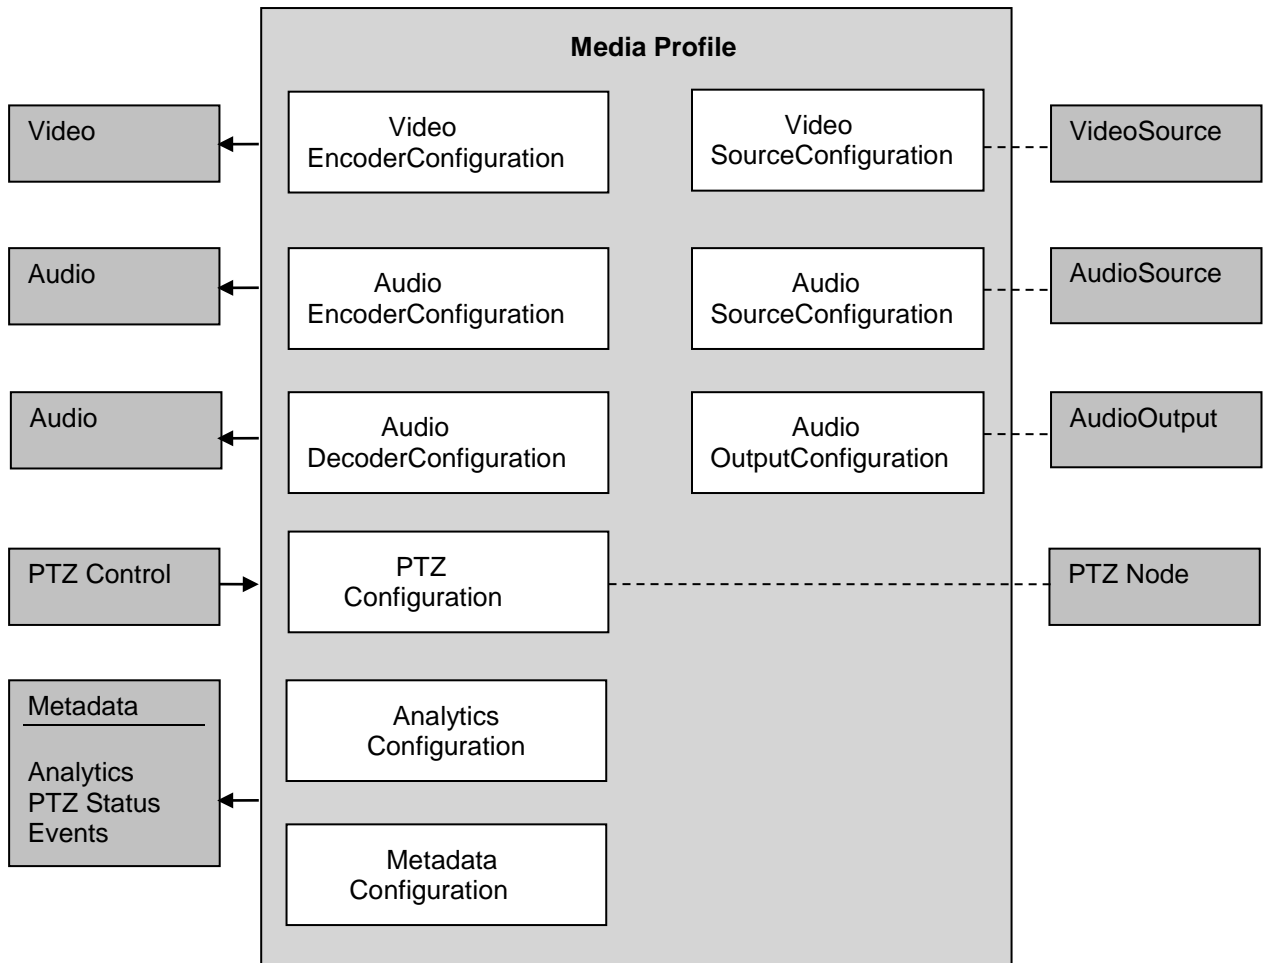 Media Profile
Video
Video
EncoderConfiguration
Video
SourceConfiguration
VideoSource
Audio
Audio
EncoderConfiguration
Audio
SourceConfiguration
AudioSource
Audio
Audio
DecoderConfiguration
Audio
OutputConfiguration
AudioOutput
PTZ Control
PTZ
Configuration
PTZ Node
Metadata
Analytics
PTZ Status
Events
Analytics
Configuration
Metadata
Configuration